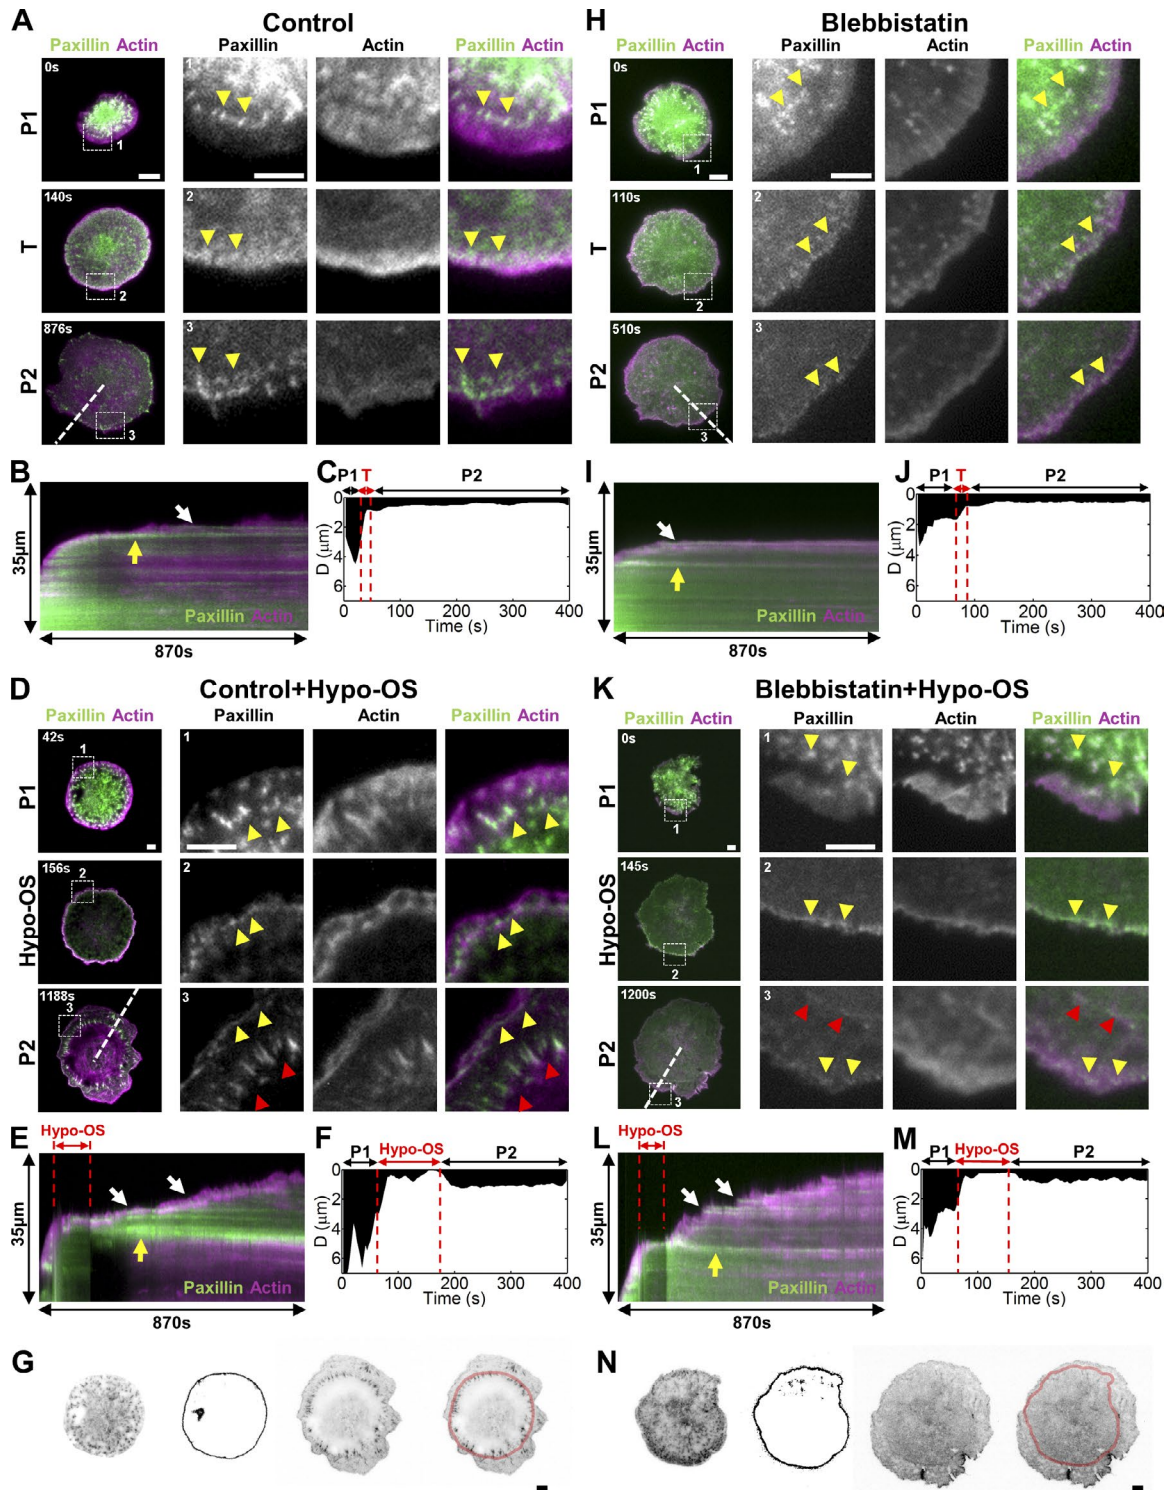 A
Control
Paxillin Actin
Paxillin
Actin
Paxillin Actin
P1
0s
1
1
T
140s
2
2
P2
876s
3
3
B
35µm
Paxillin Actin
870s
C
P1
T
P2
D (µm)
0
2
4
6
0
100
200
300
400
Time (s)
D
Control+Hypo-OS
Paxillin Actin
Paxillin
Actin
Paxillin Actin
P1
42s
1
1
Hypo-OS
156s
2
2
P2
1188s
3
3
E
Hypo-OS
35µm
Paxillin Actin
870s
F
P1
Hypo-OS
P2
D (µm)
0
2
4
6
0
100
200
300
400
Time (s)
G
H
Blebbistatin
Paxillin Actin
Paxillin
Actin
Paxillin Actin
P1
0s
1
1
T
110s
2
2
P2
510s
3
3
I
35µm
Paxillin Actin
870s
J
P1
T
P2
D (µm)
0
2
4
6
0
100
200
300
400
Time (s)
K
Blebbistatin+Hypo-OS
Paxillin Actin
Paxillin
Actin
Paxillin Actin
P1
0s
1
1
Hypo-OS
145s
2
2
P2
1200s
3
3
L
Hypo-OS
35µm
Paxillin Actin
870s
M
P1
Hypo-OS
P2
D (µm)
0
2
4
6
0
100
200
300
400
Time (s)
N